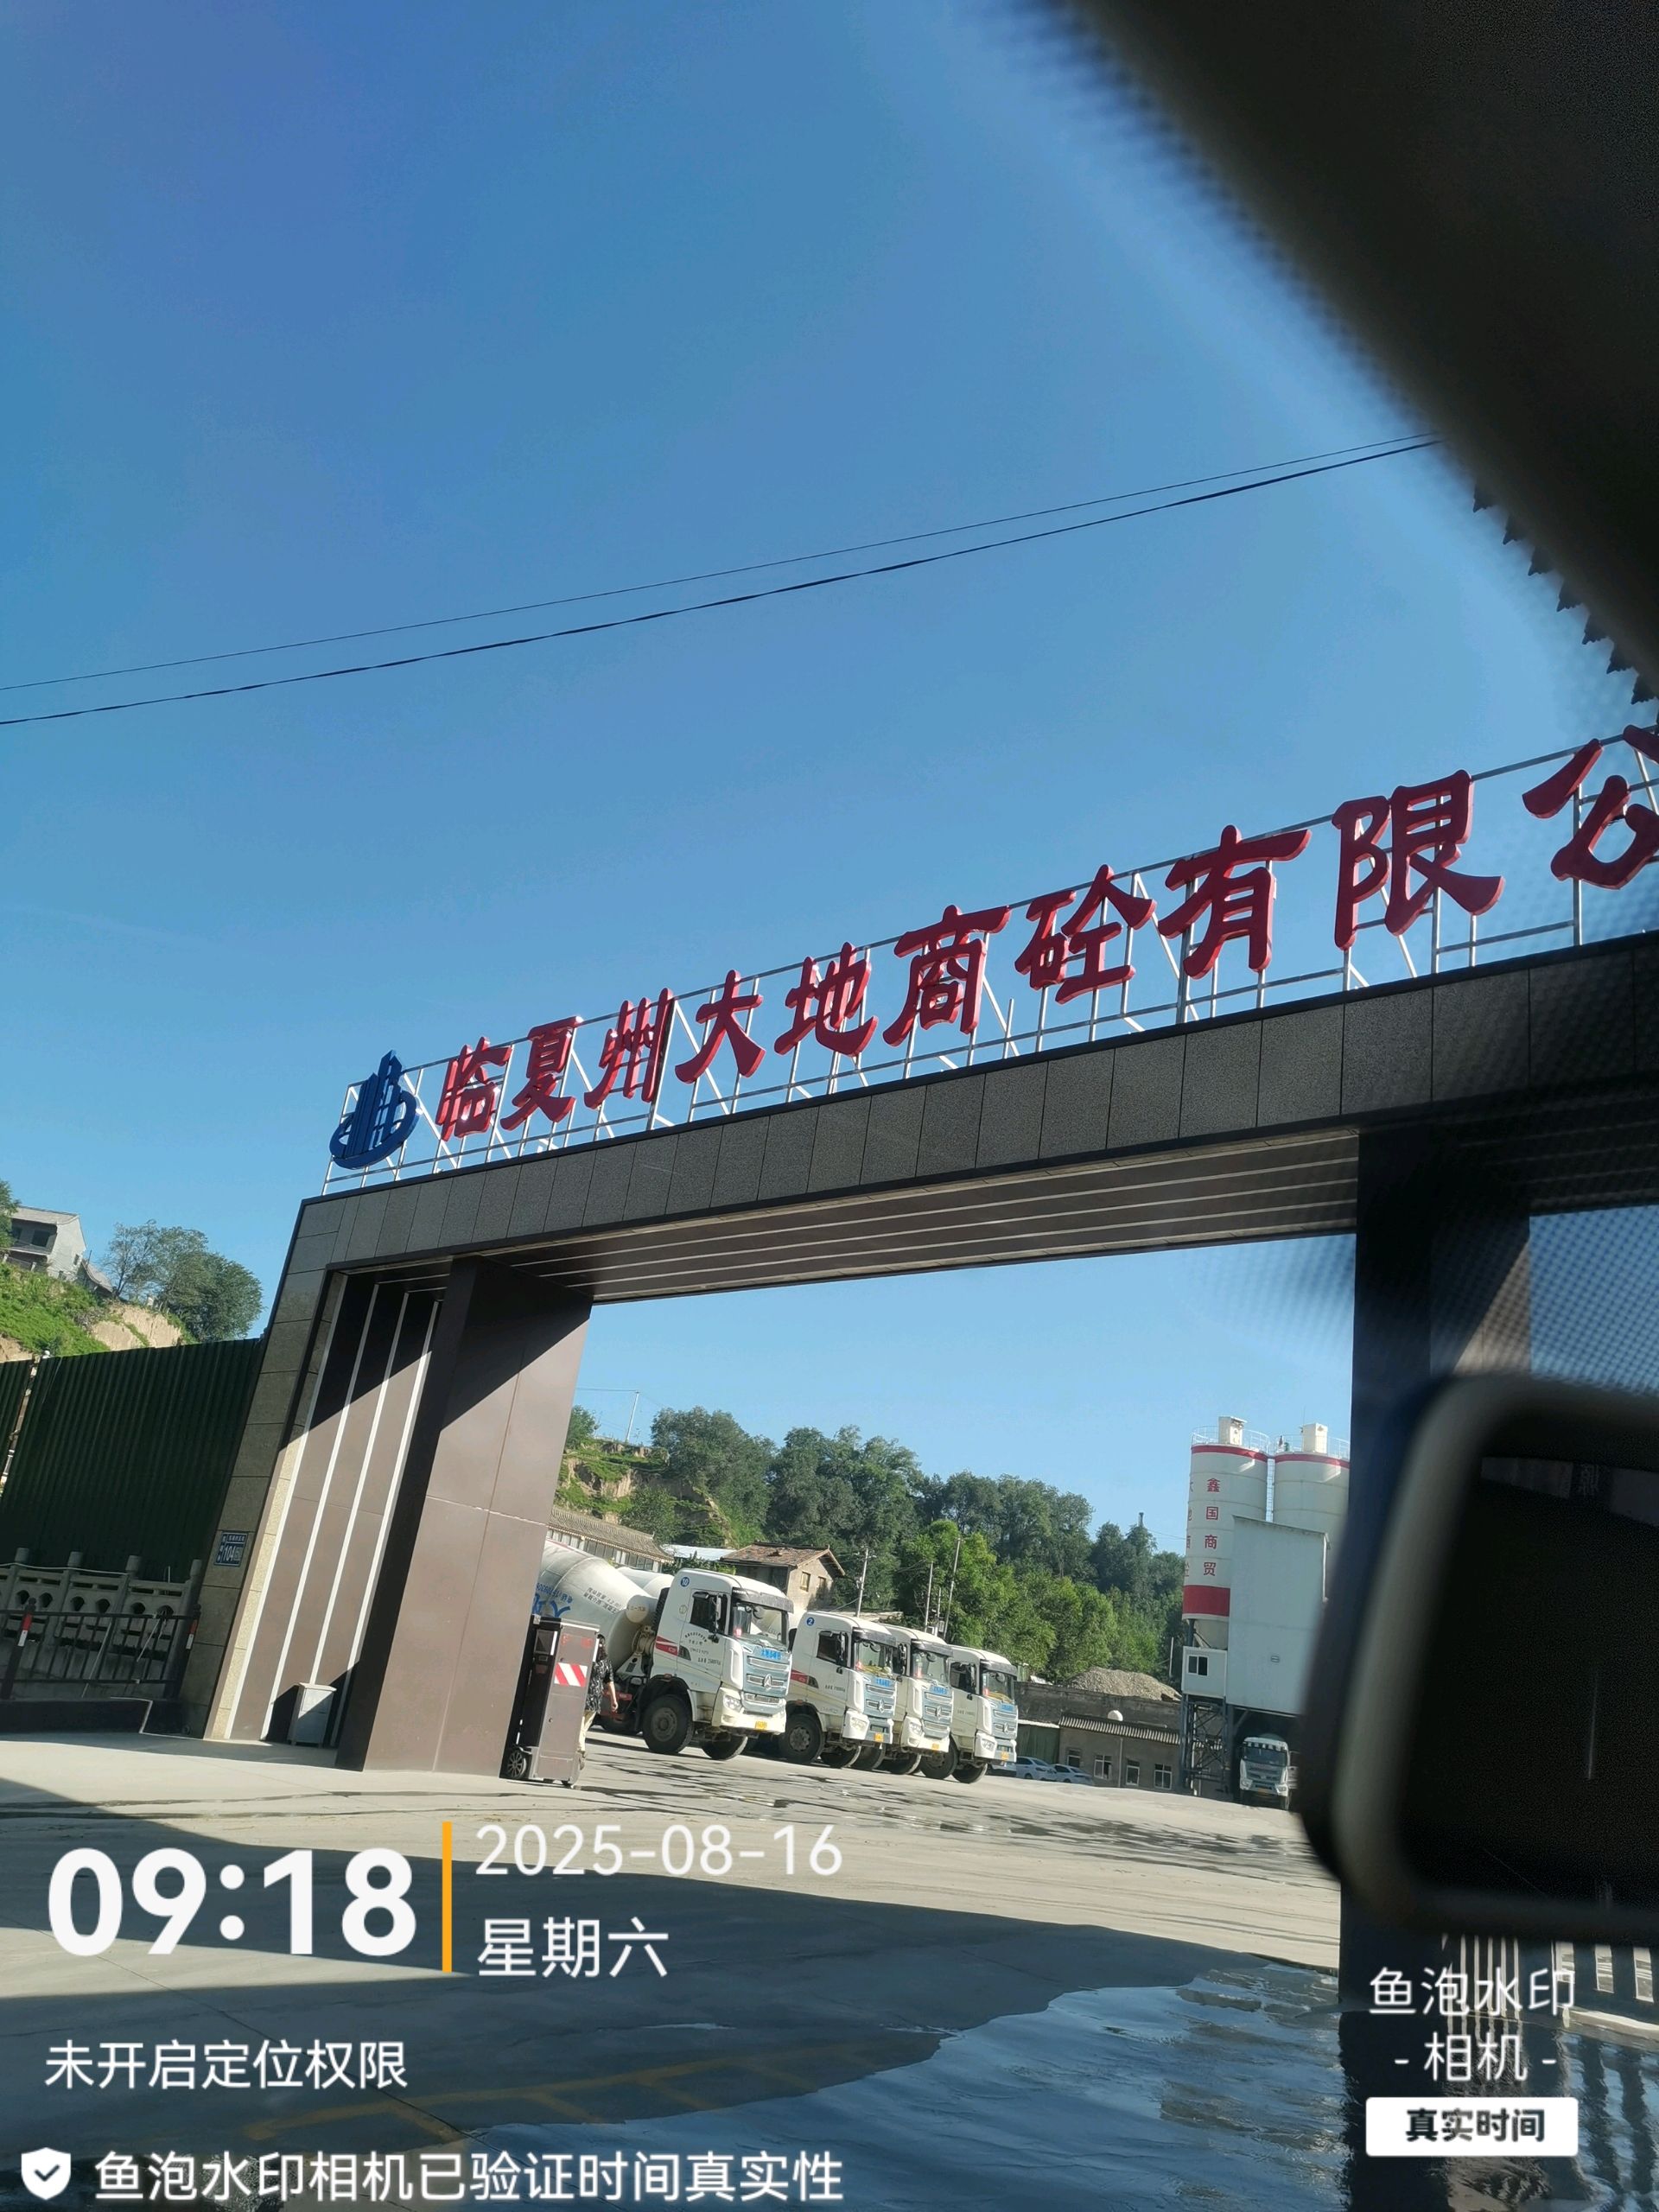 临夏州大地商砼有限公
鑫国商贸
104
09:18
2025-08-16
星期六
未开启定位权限
鱼泡水印相机已验证时间真实性
鱼泡水印
- 相机 -
真实时间